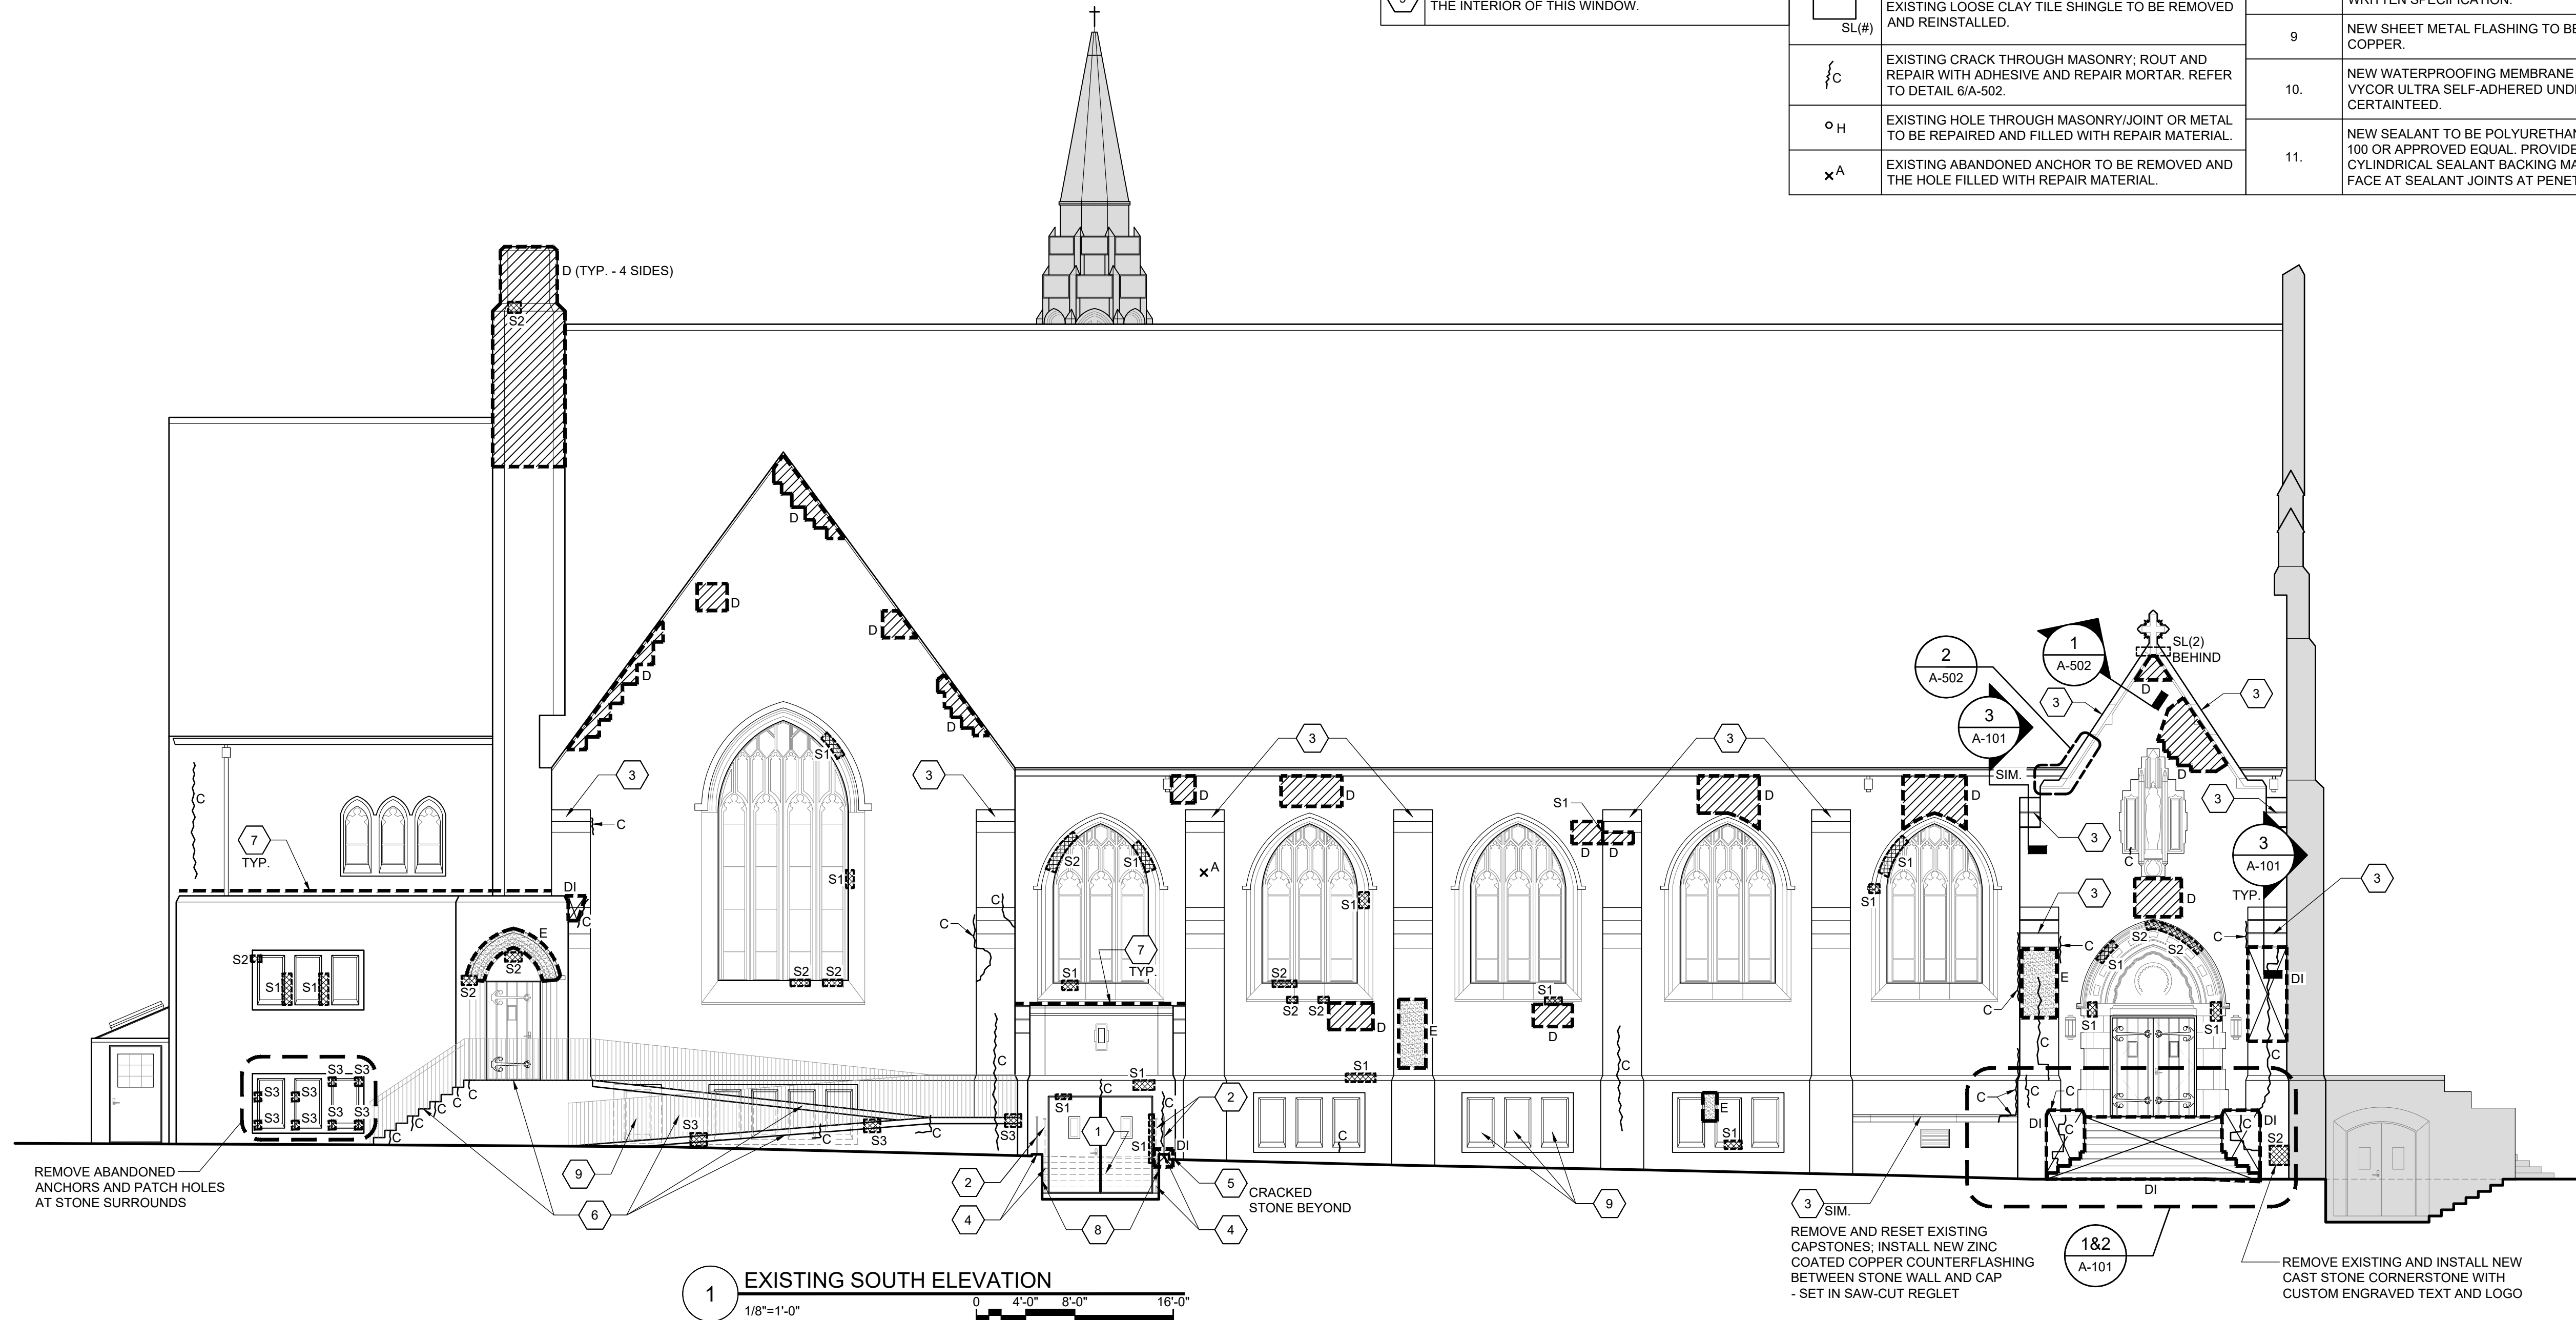 THE INTERIOR OF THIS WINDOW.
SL(#)
EXISTING LOOSE CLAY TILE SHINGLE TO BE REMOVED
AND REINSTALLED.
C
EXISTING CRACK THROUGH MASONRY; ROUT AND
REPAIR WITH ADHESIVE AND REPAIR MORTAR. REFER
TO DETAIL 6/A-502.
H
EXISTING HOLE THROUGH MASONRY/JOINT OR METAL
TO BE REPAIRED AND FILLED WITH REPAIR MATERIAL.
A
EXISTING ABANDONED ANCHOR TO BE REMOVED AND
THE HOLE FILLED WITH REPAIR MATERIAL.
WRITTEN SPECIFICATION.
9
NEW SHEET METAL FLASHING TO BE
COPPER.
10.
NEW WATERPROOFING MEMBRANE
VYCOR ULTRA SELF-ADHERED
CERTAINTEED.
11.
NEW SEALANT TO BE
100 OR APPROVED EQUAL. PROVIDE
CYLINDRICAL SEALANT BACKING
FACE AT SEALANT JOINTS AT
D (TYP. - 4 SIDES)
S2
D
D
D
D
D
S1
S1
S2 S2
3
3
C
C
7
TYP.
DI
C
E
S2
S2
S2
S1
S1
S3
S3
S3
S3
S3
S3
S3
S3
REMOVE ABANDONED
ANCHORS AND PATCH HOLES
AT STONE SURROUNDS
C
C
C
C
C
9
6
S3
C
S3
C
S3
C
C
C
S2
S1
S1
7
TYP.
D
A
3
D
S1
S2
S2 S2
D
S1
E
S1
D
D
S1
D
C
3
D
D
S1
S1
C
S1
C
S1
1
C
S1
2
2
DI
5
CRACKED
STONE BEYOND
4
4
8
C
9
E
S1
2
A-502
1
A-502
3
A-101
SIM.
SL(2)
BEHIND
D
3
3
D
3
3
C
3
A-101
TYP.
3
3
D
S2
S2
S1
S1
S1
C
C
C
E
C
DI
C
C
C
C
DI
C
C
DI
S2
DI
3
SIM.
REMOVE AND RESET EXISTING
CAPSTONES; INSTALL NEW ZINC
COATED COPPER COUNTERFLASHING
BETWEEN STONE WALL AND CAP
- SET IN SAW-CUT REGLET
1&2
A-101
REMOVE EXISTING AND INSTALL NEW
CAST STONE CORNERSTONE WITH
CUSTOM ENGRAVED TEXT AND LOGO
1
EXISTING SOUTH ELEVATION
1/8"=1'-0"
0 4'-0" 8'-0" 16'-0"